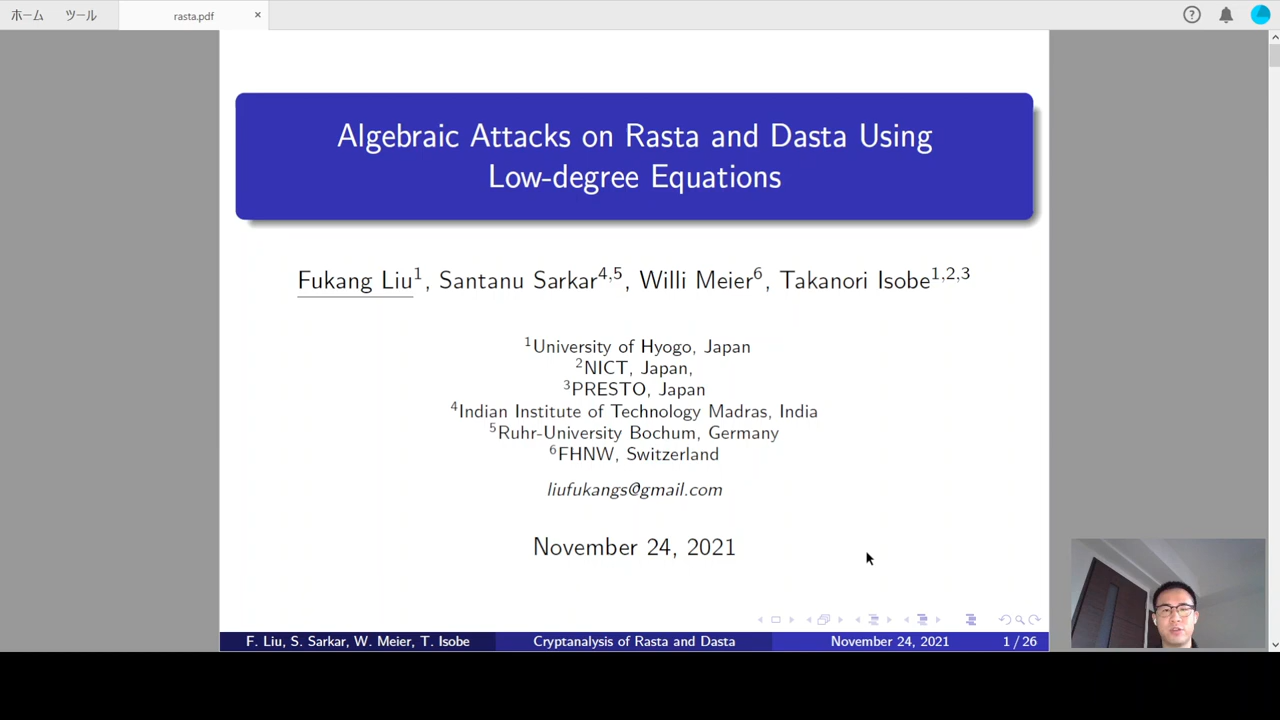 ホーム ツール rasta.pdf
Algebraic Attacks on Rasta and Dasta Using
Low-degree Equations
Fukang Liu1, Santanu Sarkar4,5, Willi Meier6, Takanori Isobe1,2,3
1University of Hyogo, Japan
2NICT, Japan,
3PRESTO, Japan
4Indian Institute of Technology Madras, India
5Ruhr-University Bochum, Germany
6FHNW, Switzerland
liufukangs@gmail.com
November 24, 2021
F. Liu, S. Sarkar, W. Meier, T. Isobe Cryptanalysis of Rasta and Dasta November 24, 2021 1 / 26